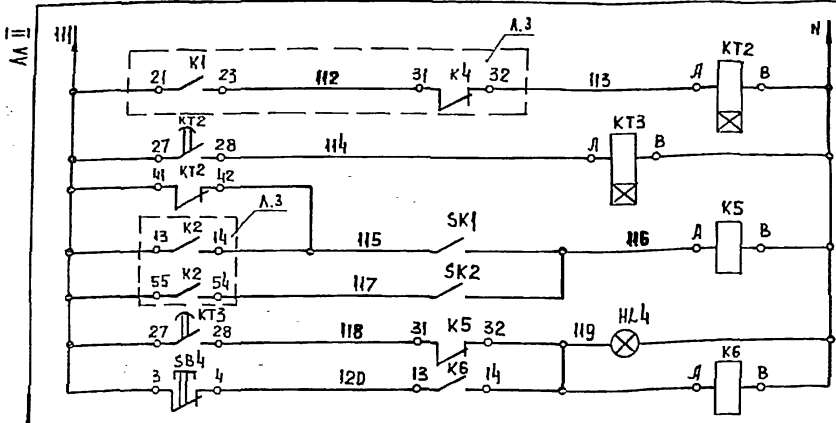 111 А.3 N
К1 К4 КТ2
21 23 112 31 32 113 А В
КТ2 КТ3
27 28 114 А В
КТ2
41 42
А.3
К2 SK1 К5
13 14 115 116 А В
К2 SK2
55 54 117
КТ3 HL4
27 28 118 31 К5 32 119
SB4 К6 К6
3 4 120 13 14 А В